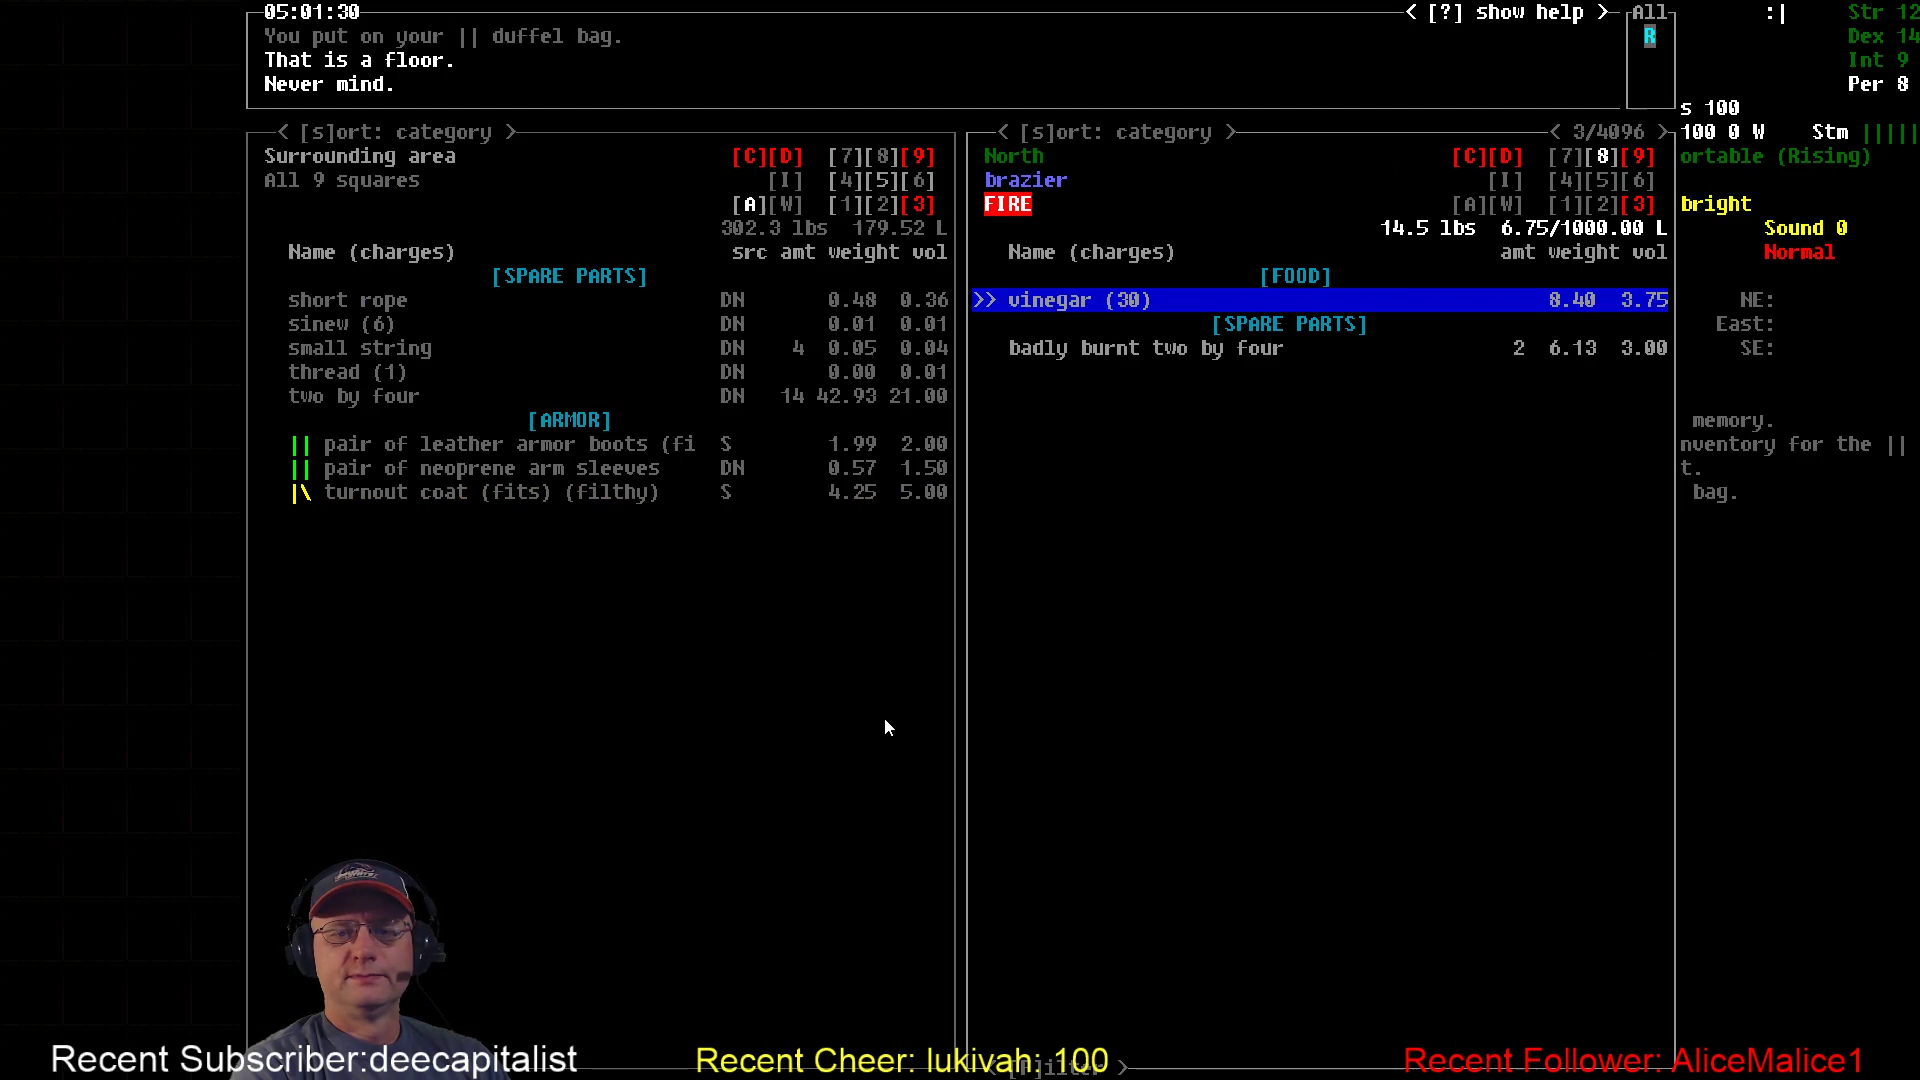 05:01:30 < [?] show help > All :| Str 12
You put on your || duffel bag. R Dex 14
That is a floor. Int 9
Never mind. Per 8
s 100
< [s]ort: category > < [s]ort: category > < 3/4096 > 100 0 W Stm |||||
Surrounding area [C][D] [7][8][9] North [C][D] [7][8][9] ortable (Rising)
All 9 squares [I] [4][5][6] brazier [I] [4][5][6]
[A][W] [1][2][3] FIRE [A][W] [1][2][3] bright
302.3 lbs 179.52 L 14.5 lbs 6.75/1000.00 L Sound 0
Name (charges) src amt weight vol Name (charges) amt weight vol Normal
[SPARE PARTS] [FOOD]
short rope DN 0.48 0.36 >> vinegar (30) 8.40 3.75 NE:
sinew (6) DN 0.01 0.01 [SPARE PARTS] East:
small string DN 4 0.05 0.04 badly burnt two by four 2 6.13 3.00 SE:
thread (1) DN 0.00 0.01
two by four DN 14 42.93 21.00
[ARMOR] memory.
|| pair of leather armor boots (fi S 1.99 2.00 nventory for the ||
|| pair of neoprene arm sleeves DN 0.57 1.50 t.
|\ turnout coat (fits) (filthy) S 4.25 5.00 bag.
Recent Subscriber:deecapitalist Recent Cheer: lukivah: 100 Recent Follower: AliceMalice1